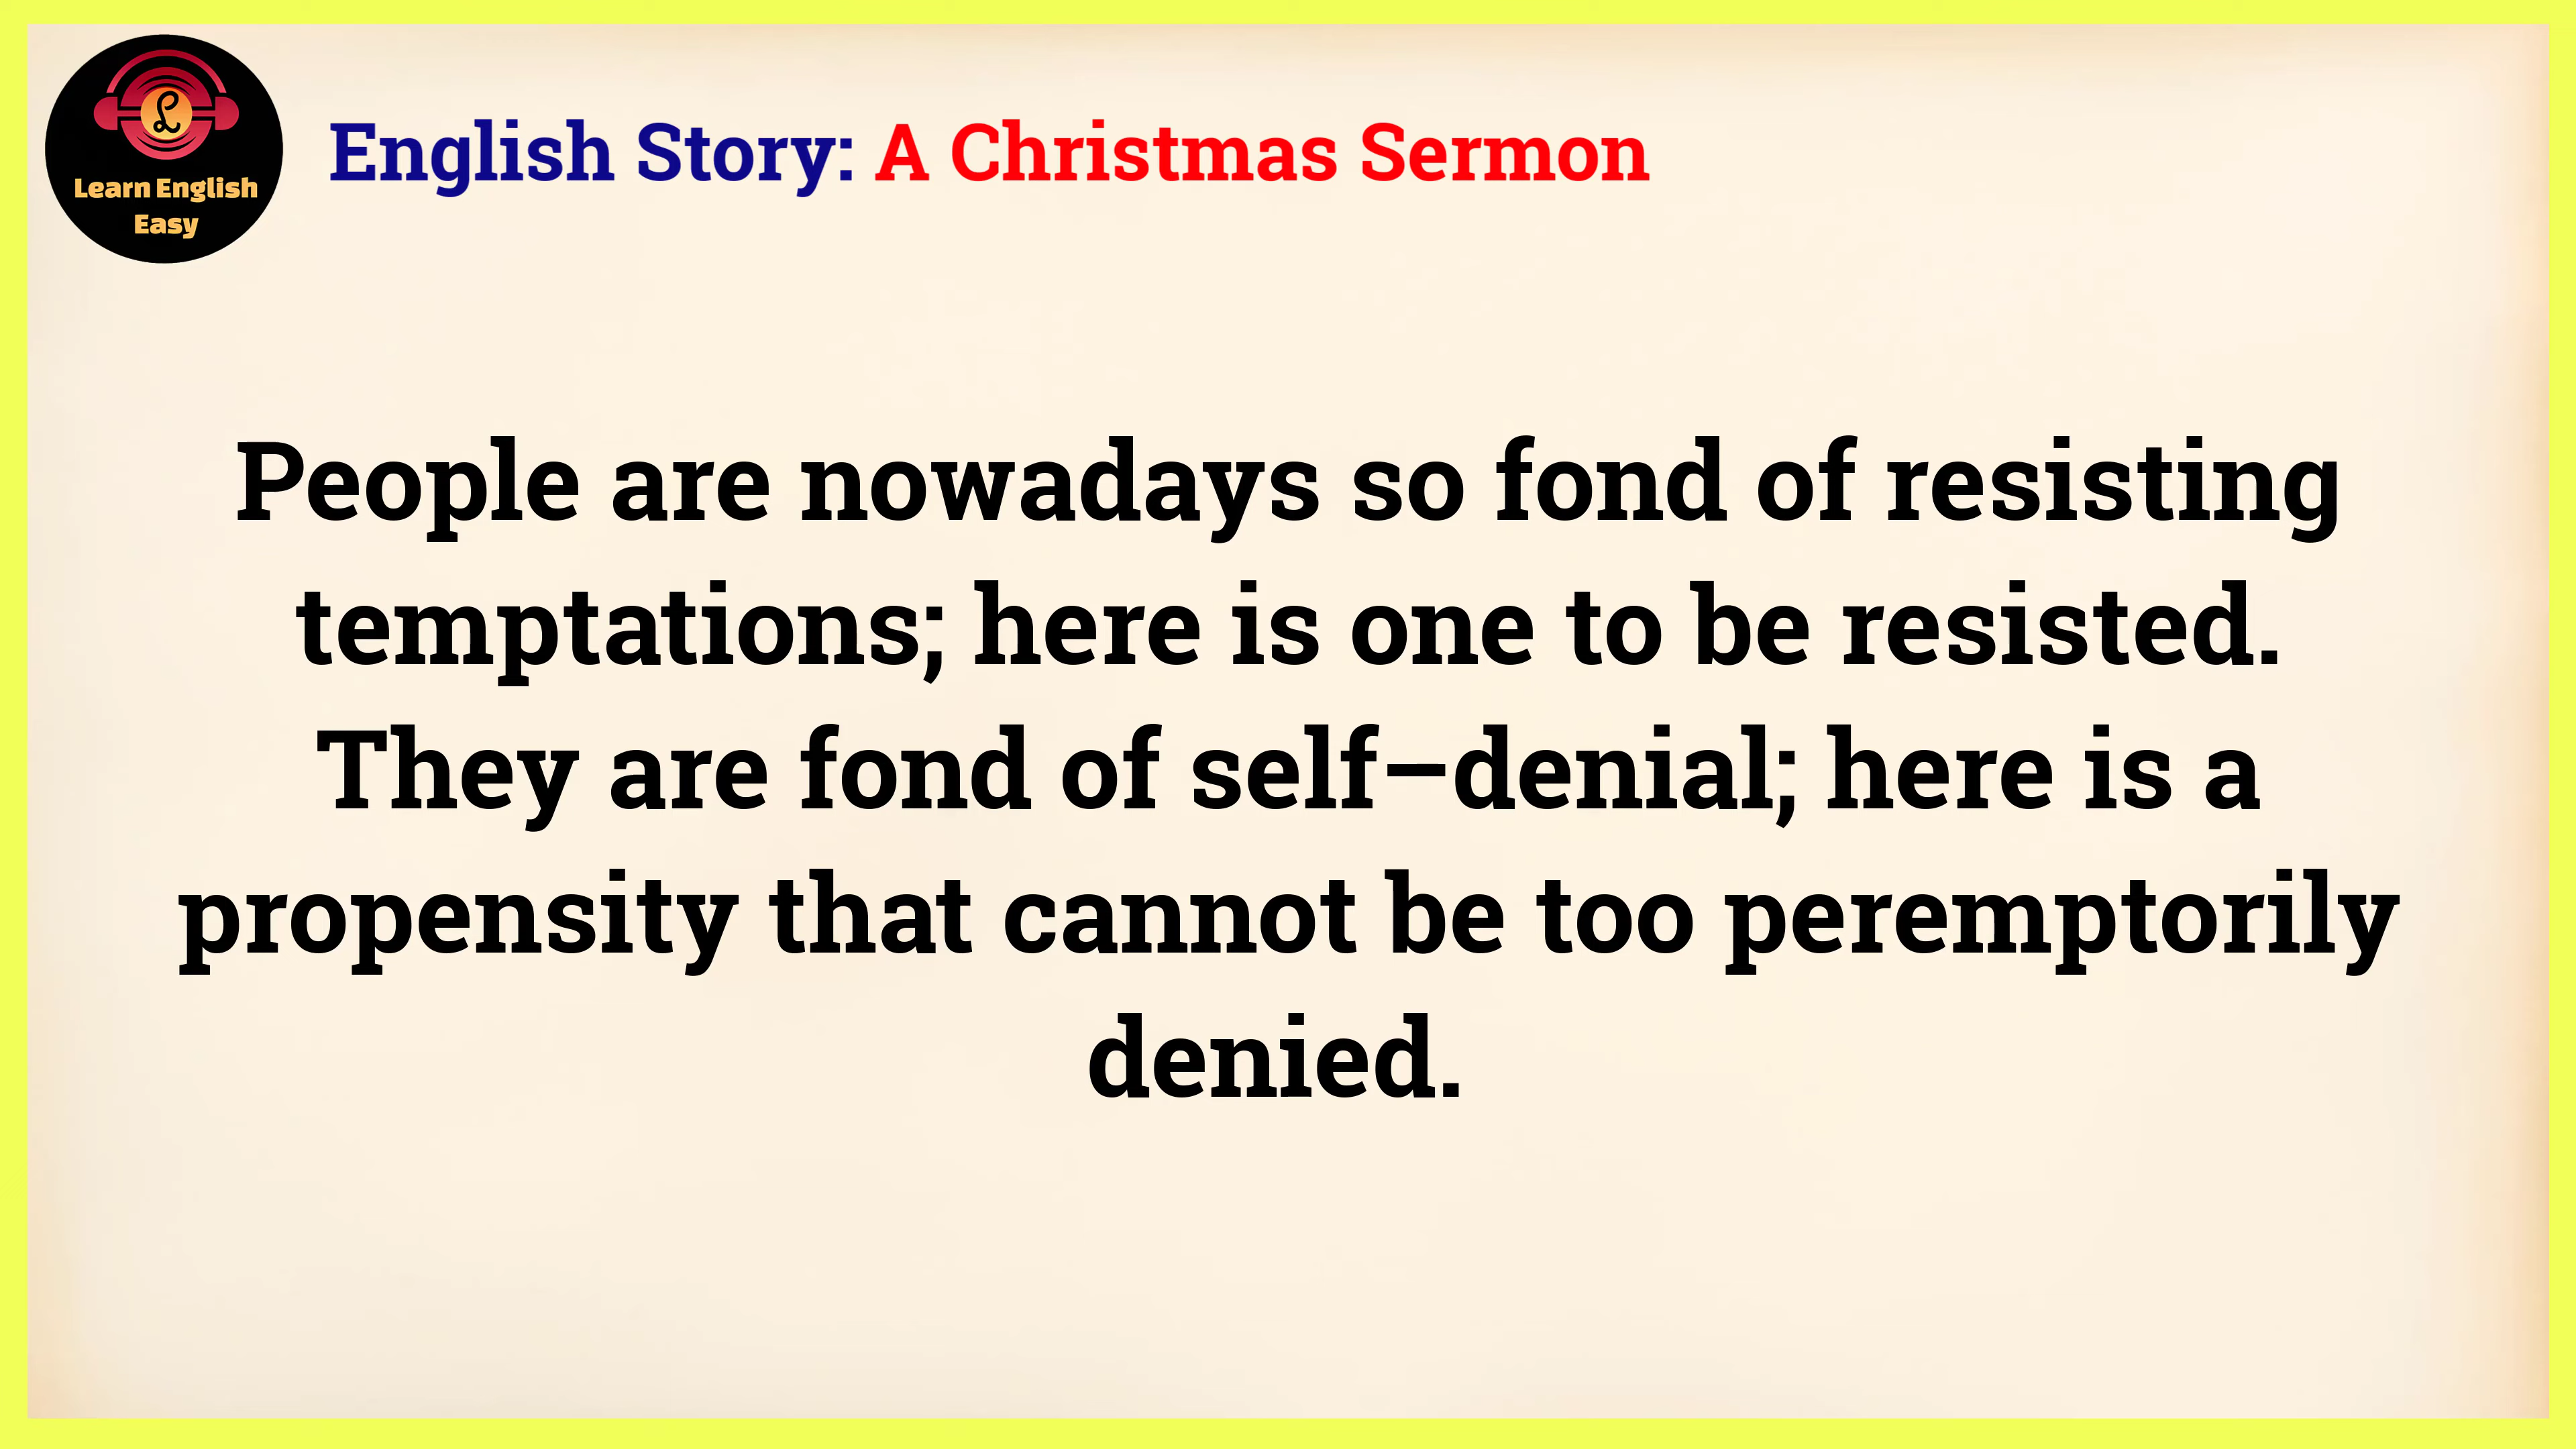 Learn English
Easy
English Story: A Christmas Sermon
People are nowadays so fond of resisting
temptations; here is one to be resisted.
They are fond of self–denial; here is a
propensity that cannot be too peremptorily
denied.